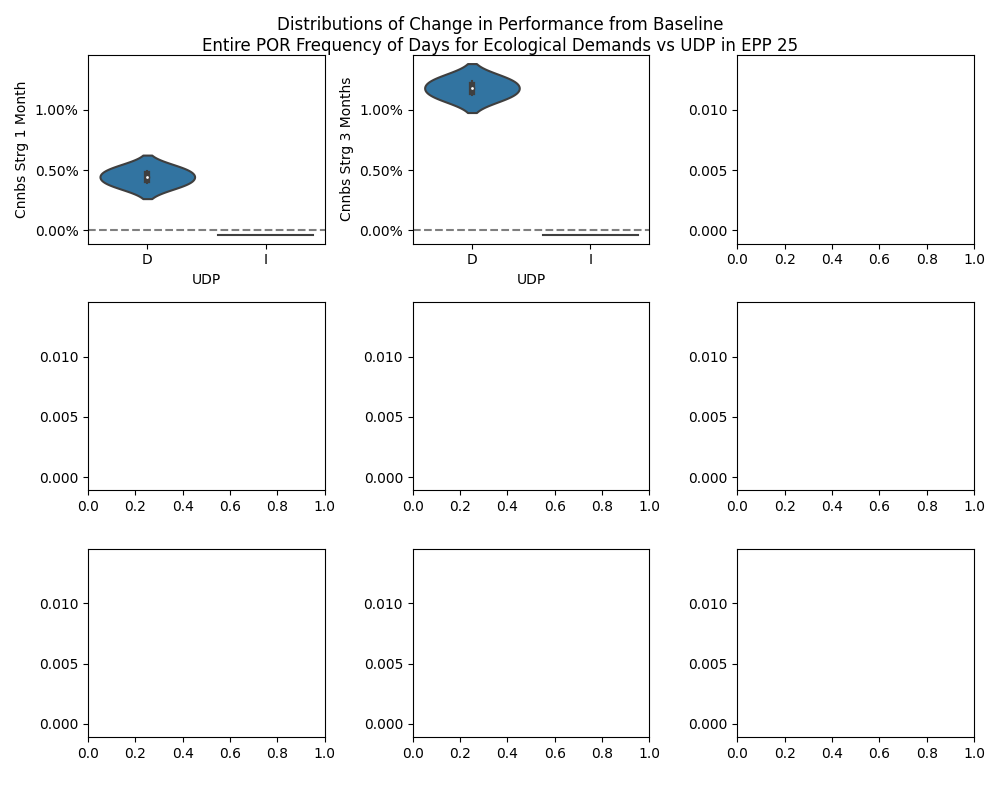 Distributions of Change in Performance from Baseline
Entire POR Frequency of Days for Ecological Demands vs UDP in EPP 25
Cnnbs Strg 1 Month
1.00%
0.50%
0.00%
D I
UDP
Cnnbs Strg 3 Months
1.00%
0.50%
0.00%
D I
UDP
0.010
0.005
0.000
0.0 0.2 0.4 0.6 0.8 1.0
0.010
0.005
0.000
0.0 0.2 0.4 0.6 0.8 1.0
0.010
0.005
0.000
0.0 0.2 0.4 0.6 0.8 1.0
0.010
0.005
0.000
0.0 0.2 0.4 0.6 0.8 1.0
0.010
0.005
0.000
0.0 0.2 0.4 0.6 0.8 1.0
0.010
0.005
0.000
0.0 0.2 0.4 0.6 0.8 1.0
0.010
0.005
0.000
0.0 0.2 0.4 0.6 0.8 1.0